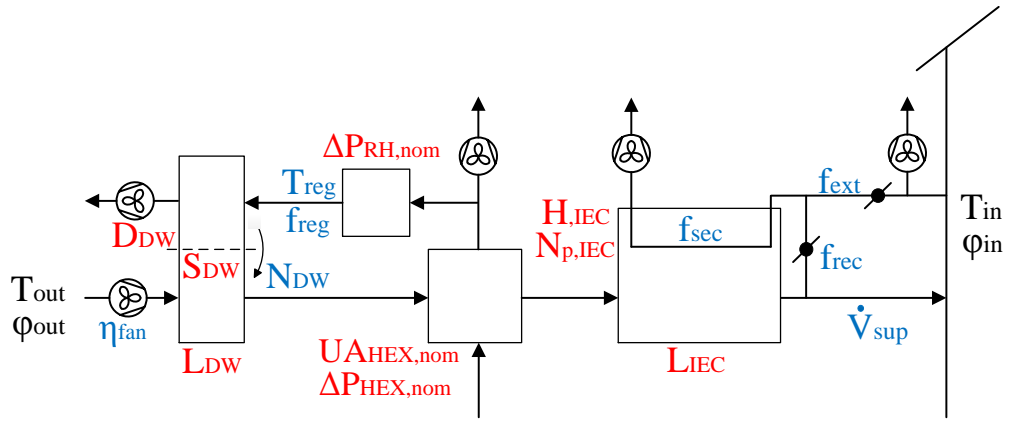 ΔPRH,nom
Treg
freg
DDW
SDW
NDW
Tout
φout
ηfan
LDW
UAHEX,nom
ΔPHEX,nom
H,IEC
Np,IEC
fsec
fext
frec
Tin
φin
V̇sup
LIEC